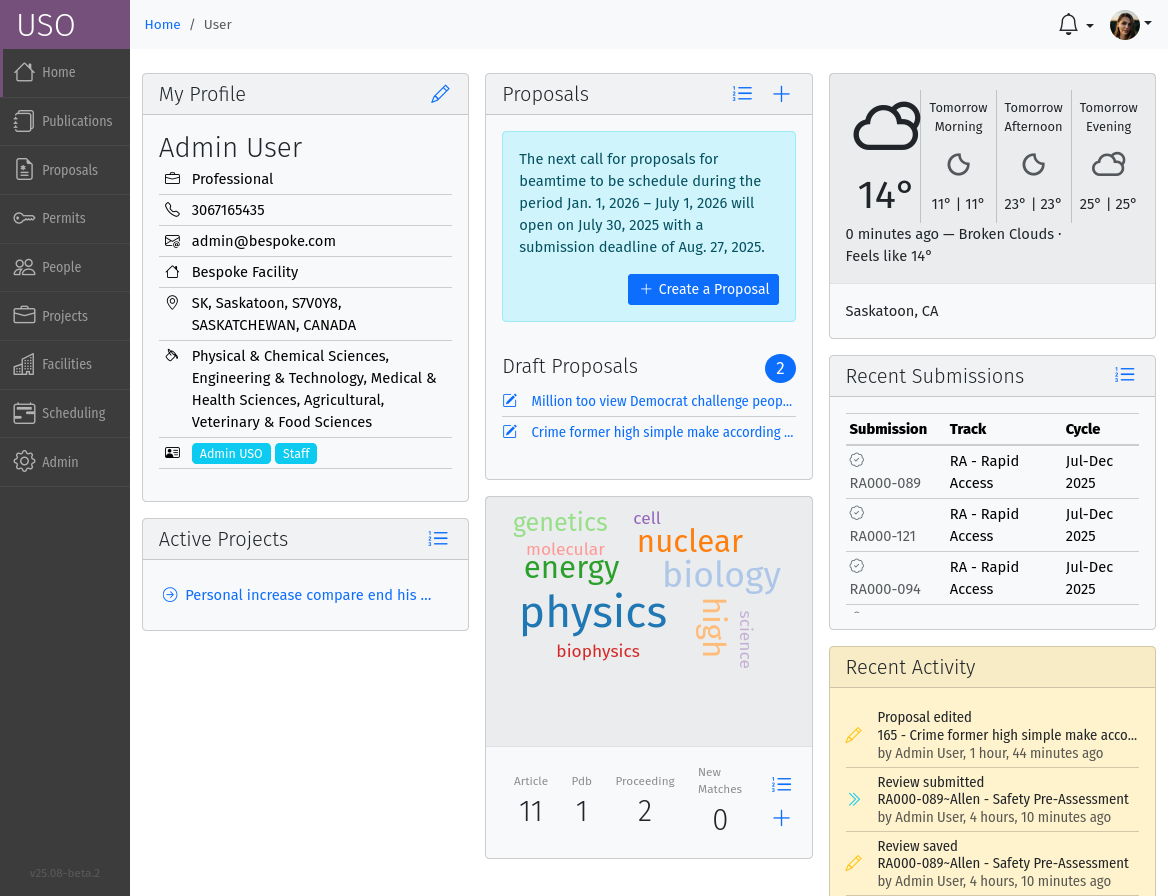 USO
Home / User
Home
Publications
Proposals
Permits
People
Projects
Facilities
Scheduling
Admin
v25.08-beta.2
My Profile
Admin User
Professional
3067165435
admin@bespoke.com
Bespoke Facility
SK, Saskatoon, S7V0Y8,
SASKATCHEWAN, CANADA
Physical & Chemical Sciences,
Engineering & Technology, Medical &
Health Sciences, Agricultural,
Veterinary & Food Sciences
Admin USO Staff
Active Projects
Personal increase compare end his ...
Proposals
The next call for proposals for
beamtime to be schedule during the
period Jan. 1, 2026 – July 1, 2026 will
open on July 30, 2025 with a
submission deadline of Aug. 27, 2025.
Create a Proposal
Draft Proposals 2
Million too view Democrat challenge peop...
Crime former high simple make according ...
genetics
cell
molecular
nuclear
energy
biology
physics
high
science
biophysics
Article Pdb Proceeding New
Matches
11 1 2 0
14°
Tomorrow
Morning
11° | 11°
Tomorrow
Afternoon
23° | 23°
Tomorrow
Evening
25° | 25°
0 minutes ago — Broken Clouds ·
Feels like 14°
Saskatoon, CA
Recent Submissions
Submission Track Cycle
RA - Rapid Jul-Dec
RA000-089 Access 2025
RA - Rapid Jul-Dec
RA000-121 Access 2025
RA - Rapid Jul-Dec
RA000-094 Access 2025
Recent Activity
Proposal edited
165 - Crime former high simple make acco...
by Admin User, 1 hour, 44 minutes ago
Review submitted
RA000-089~Allen - Safety Pre-Assessment
by Admin User, 4 hours, 10 minutes ago
Review saved
RA000-089~Allen - Safety Pre-Assessment
by Admin User, 4 hours, 10 minutes ago